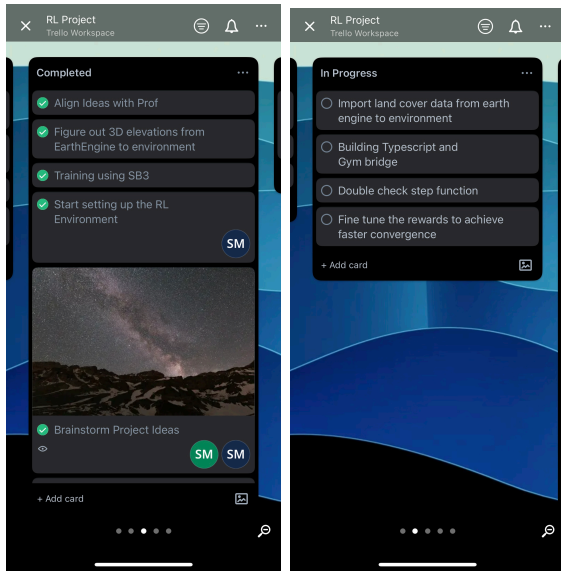 RL Project
Trello Workspace
Completed
Align Ideas with Prof
Figure out 3D elevations from
EarthEngine to environment
Training using SB3
Start setting up the RL
Environment
SM
Brainstorm Project Ideas
SM SM
+ Add card
RL Project
Trello Workspace
In Progress
Import land cover data from earth
engine to environment
Building Typescript and
Gym bridge
Double check step function
Fine tune the rewards to achieve
faster convergence
+ Add card